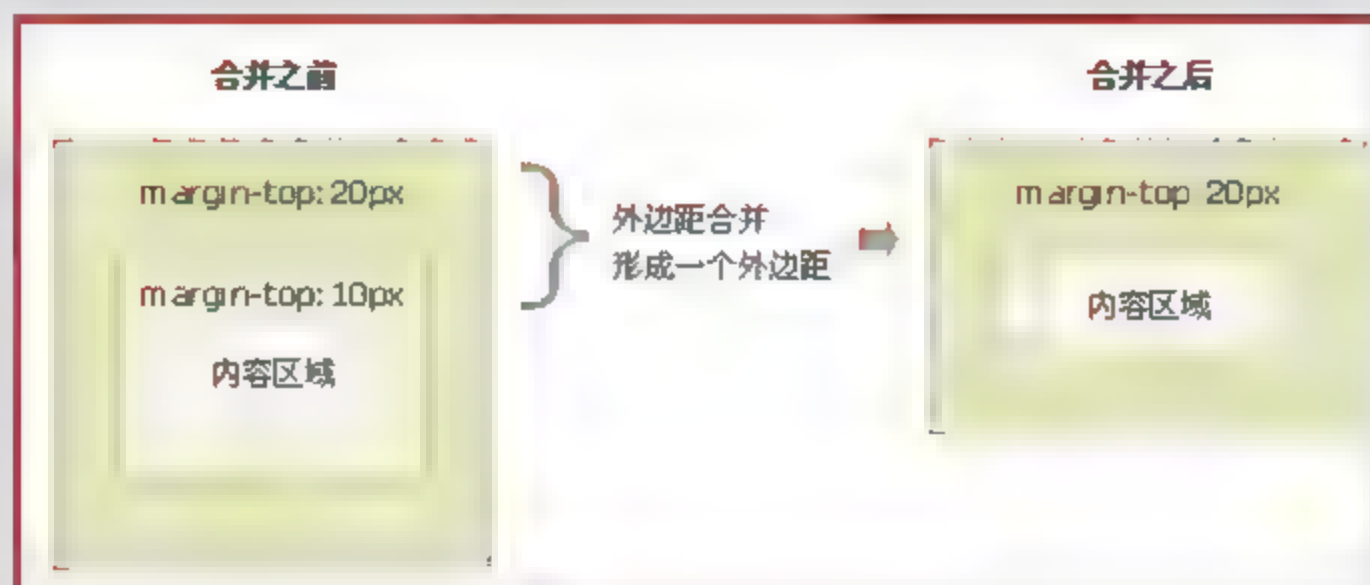 合并之前
margin-top: 20px
margin-top: 10px
内容区域
外边距合并
形成一个外边距
合并之后
margin-top 20px
内容区域